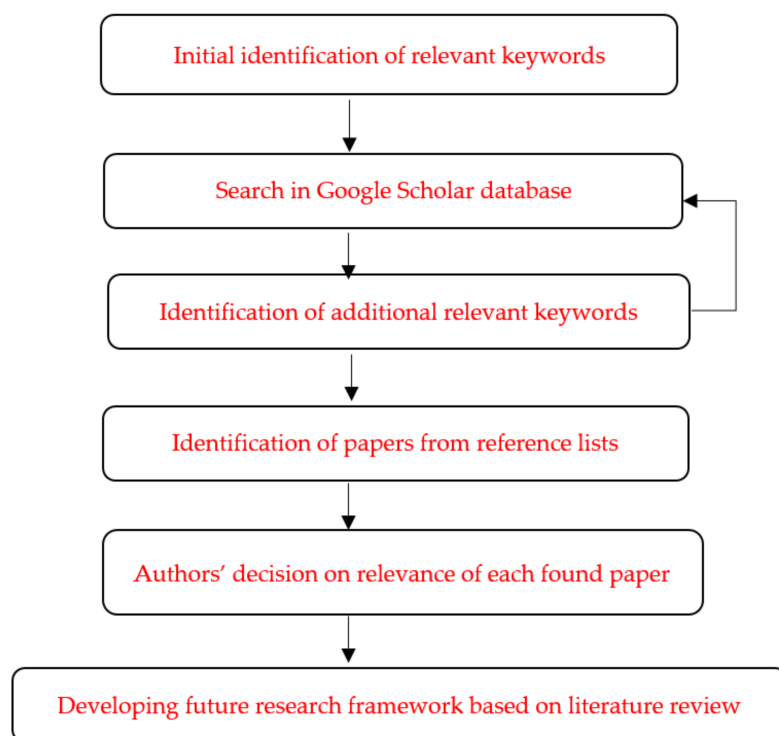 Initial identification of relevant keywords
Search in Google Scholar database
Identification of additional relevant keywords
Identification of papers from reference lists
Authors’ decision on relevance of each found paper
Developing future research framework based on literature review